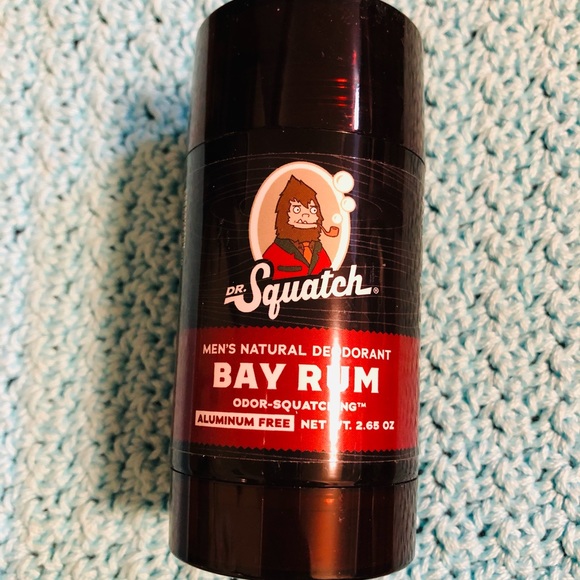 DR. Squatch®
MEN'S NATURAL DEODORANT
BAY RUM
ODOR-SQUATCHING™
ALUMINUM FREE NET WT. 2.65 OZ